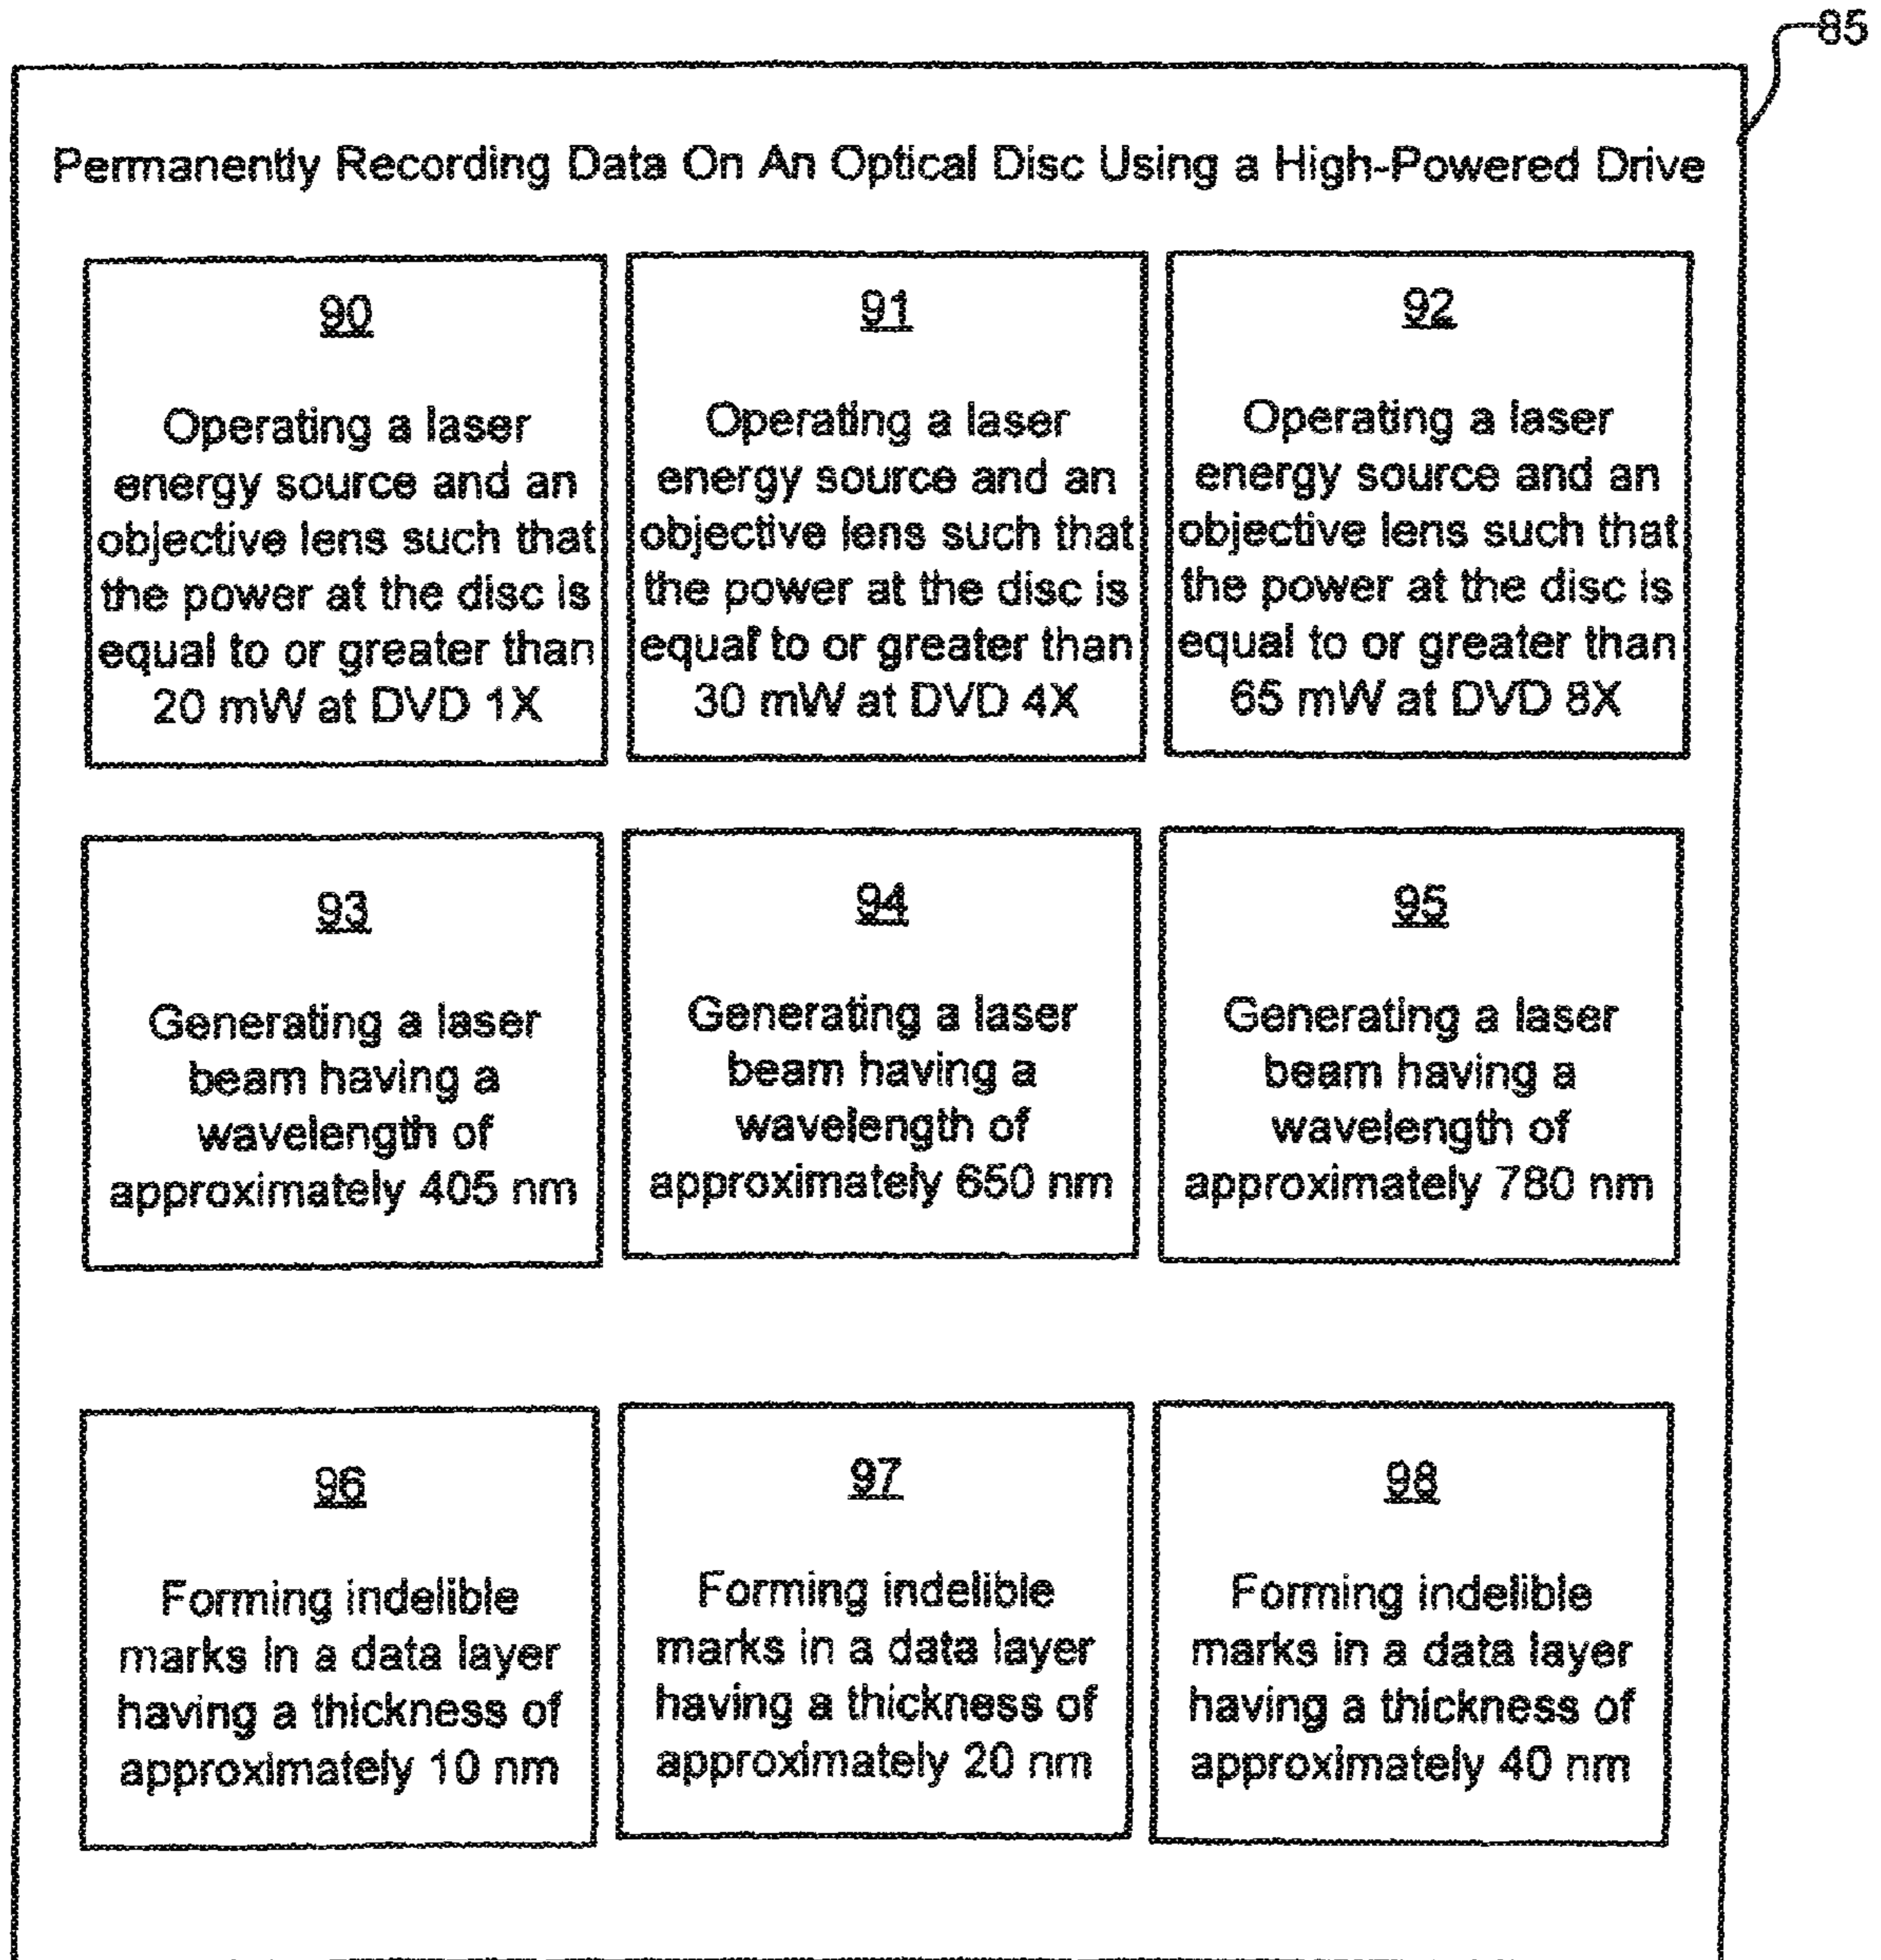 85
Permanently Recording Data On An Optical Disc Using a High-Powered Drive
90
Operating a laser
energy source and an
objective lens such that
the power at the disc is
equal to or greater than
20 mW at DVD 1X
91
Operating a laser
energy source and an
objective lens such that
the power at the disc is
equal to or greater than
30 mW at DVD 4X
92
Operating a laser
energy source and an
objective lens such that
the power at the disc is
equal to or greater than
65 mW at DVD 8X
93
Generating a laser
beam having a
wavelength of
approximately 405 nm
94
Generating a laser
beam having a
wavelength of
approximately 650 nm
95
Generating a laser
beam having a
wavelength of
approximately 780 nm
96
Forming indelible
marks in a data layer
having a thickness of
approximately 10 nm
97
Forming indelible
marks in a data layer
having a thickness of
approximately 20 nm
98
Forming indelible
marks in a data layer
having a thickness of
approximately 40 nm